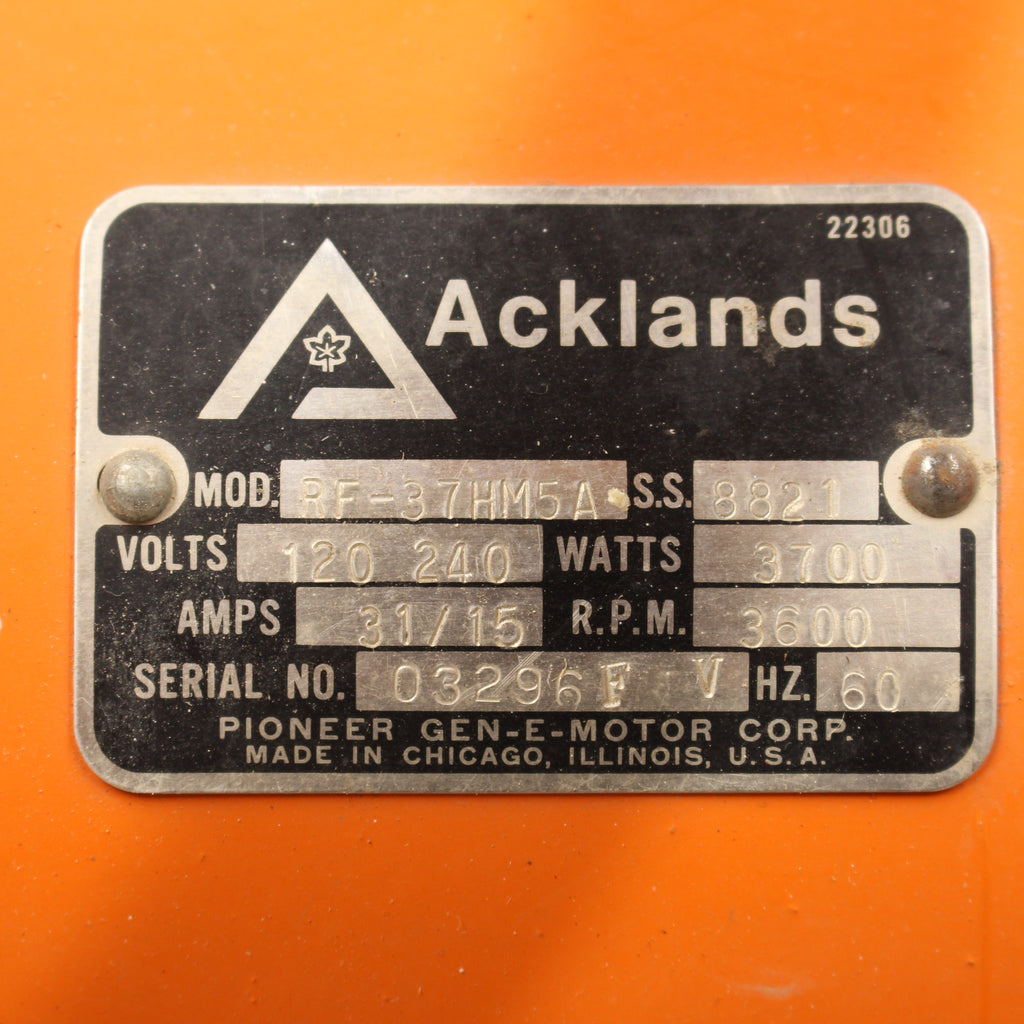 22306
Acklands
MOD. RF-37HM5A S.S. 8821
VOLTS 120 240 WATTS 3700
AMPS 31/15 R.P.M. 3600
SERIAL NO. 03296F V HZ. 60
PIONEER GEN-E-MOTOR CORP.
MADE IN CHICAGO, ILLINOIS, U.S.A.